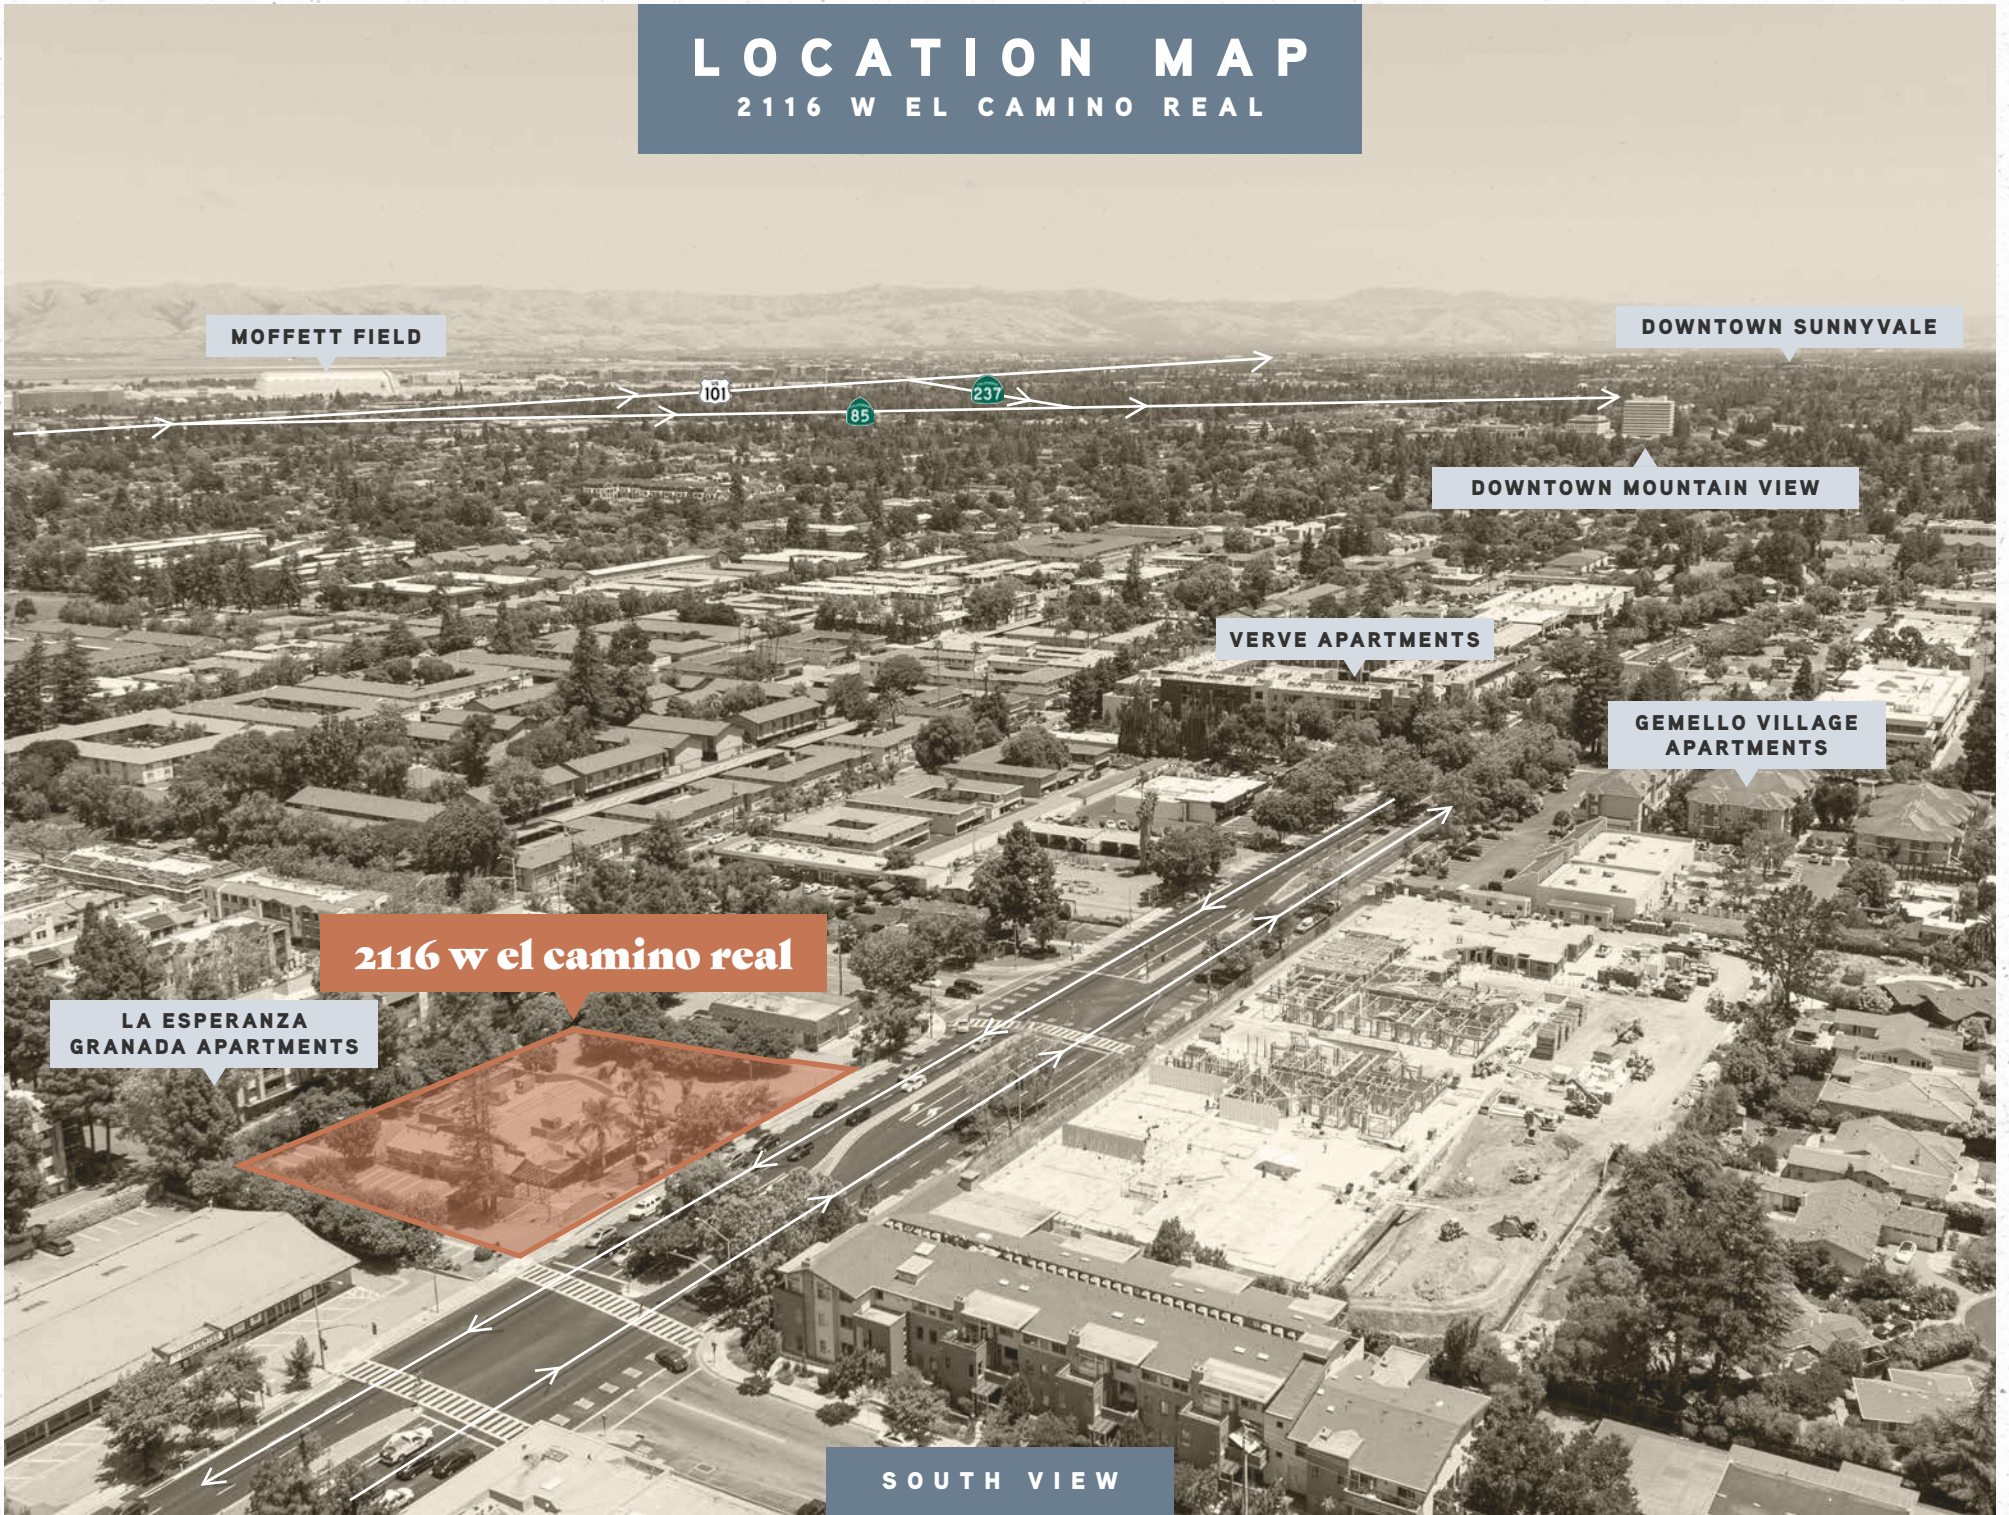 LOCATION MAP
2116 W EL CAMINO REAL
MOFFETT FIELD
DOWNTOWN SUNNYVALE
US
101
237
85
DOWNTOWN MOUNTAIN VIEW
VERVE APARTMENTS
GEMELLO VILLAGE
APARTMENTS
2116 w el camino real
LA ESPERANZA
GRANADA APARTMENTS
SOUTH VIEW